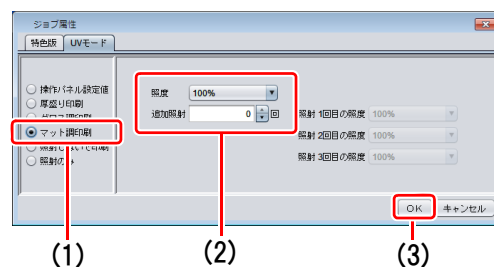 ジョブ属性
特色版 UVモード
操作パネル設定値
厚盛り印刷
マット調印刷
照射のみ
照度 100%
追加照射 0 回
照射 1回目の照度 100%
照射 2回目の照度 100%
照射 3回目の照度 100%
OK キャンセル
(1) (2) (3)